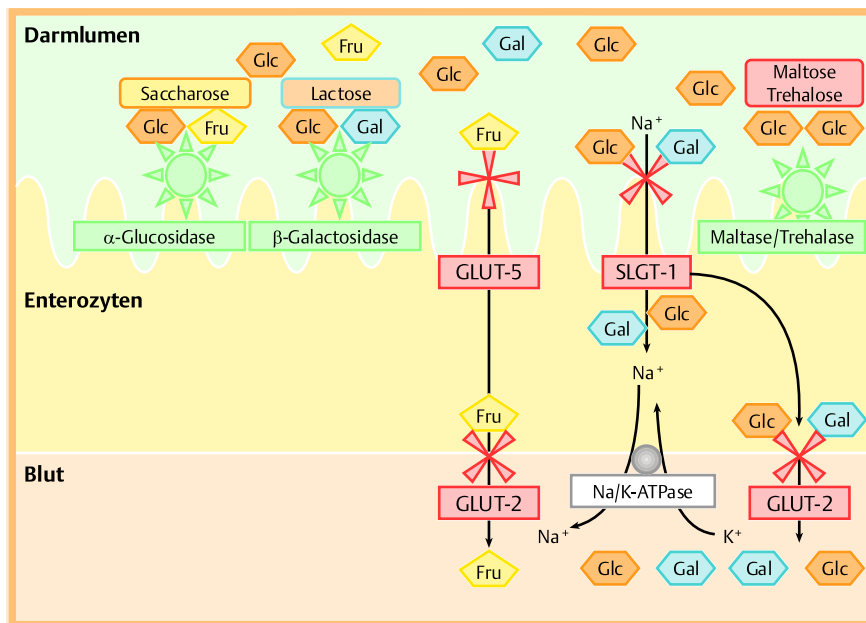 Darmlumen
Fru
Gal
Glc
Glc
Glc
Glc
Maltose
Trehalose
Saccharose
Lactose
Glc
Fru
Glc
Gal
Fru
Na+
Glc
Gal
Glc
Glc
α-Glucosidase
β-Galactosidase
Maltase/Trehalase
GLUT-5
SLGT-1
Enterozyten
Glc
Gal
Na+
Fru
Glc
Gal
Blut
GLUT-2
Na/K-ATPase
GLUT-2
Na+
K+
Fru
Glc
Gal
Gal
Glc